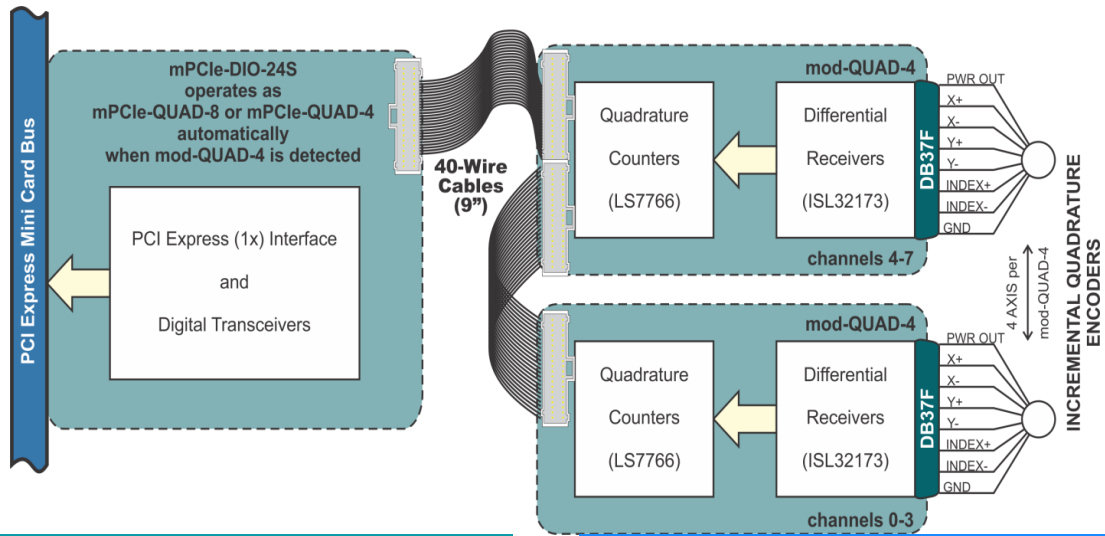 PCI Express Mini Card Bus
mPCIe-DIO-24S
operates as
mPCIe-QUAD-8 or mPCIe-QUAD-4
automatically
when mod-QUAD-4 is detected
PCI Express (1x) Interface
and
Digital Transceivers
40-Wire
Cables
(9")
mod-QUAD-4
Quadrature
Counters
(LS7766)
Differential
Receivers
(ISL32173)
channels 4-7
DB37F
PWR OUT
X+
X-
Y+
Y-
INDEX+
INDEX-
GND
mod-QUAD-4
Quadrature
Counters
(LS7766)
Differential
Receivers
(ISL32173)
channels 0-3
DB37F
PWR OUT
X+
X-
Y+
Y-
INDEX+
INDEX-
GND
4 AXIS per
mod-QUAD-4
INCREMENTAL QUADRATURE
ENCODERS